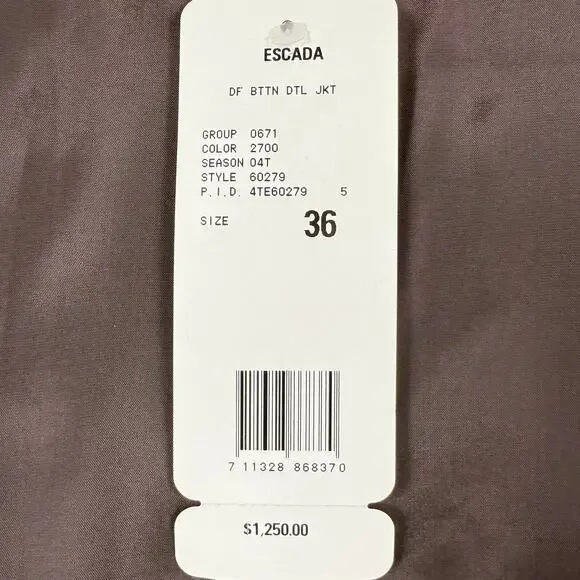 ESCADA
DF BTTN DTL JKT
GROUP 0671
COLOR 2700
SEASON 04T
STYLE 60279
P.I.D. 4TE60279 5
SIZE 36
7 11328 868370
$1,250.00